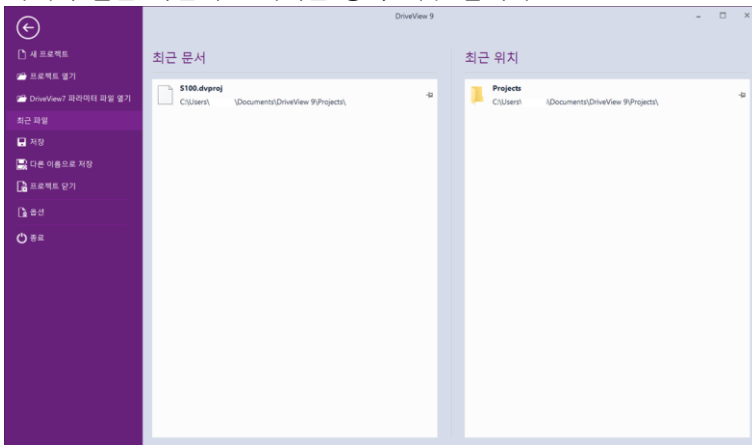 DriveView 9
새 프로젝트
프로젝트 열기
DriveView7 파라미터 파일 열기
최근 파일
저장
다른 이름으로 저장
프로젝트 닫기
옵션
종료
최근 문서
S100.dvproj
C:\Users\ \Documents\DriveView 9\Projects\
최근 위치
Projects
C:\Users\ \Documents\DriveView 9\Projects\